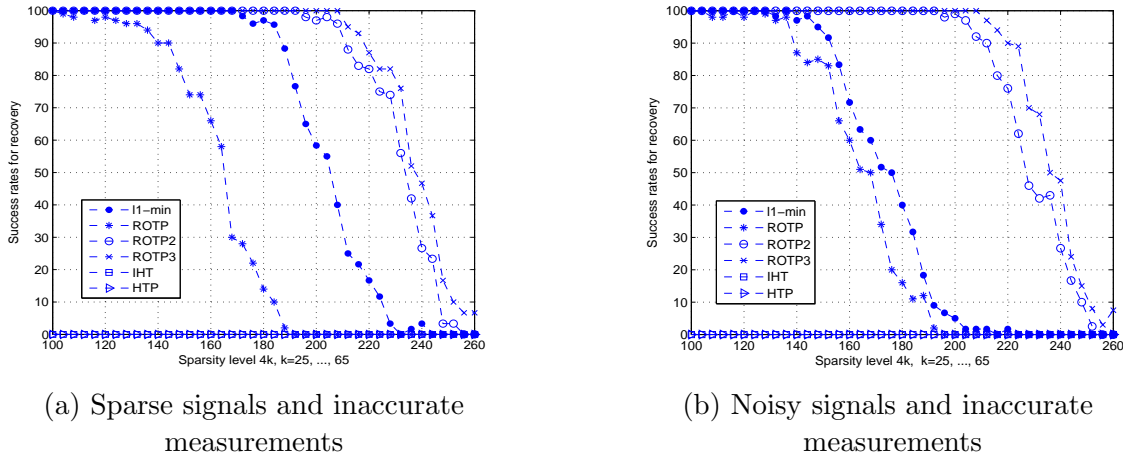 100
90
80
70
60
50
40
30
20
10
0
Success rates for recovery
l1−min
ROTP
ROTP2
ROTP3
IHT
HTP
100 120 140 160 180 200 220 240 260
Sparsity level 4k, k=25, ..., 65
(a) Sparse signals and inaccurate
measurements
100
90
80
70
60
50
40
30
20
10
0
Success rates for recovery
l1−min
ROTP
ROTP2
ROTP3
IHT
HTP
100 120 140 160 180 200 220 240 260
Sparsity level 4k, k=25, ..., 65
(b) Noisy signals and inaccurate
measurements